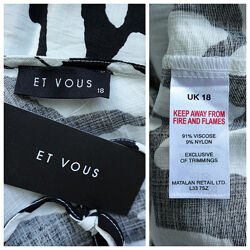 ET VOUS
18
ET VOUS
UK 18
KEEP AWAY FROM
FIRE AND FLAMES
91% VISCOSE
9% NYLON
EXCLUSIVE
OF TRIMMINGS
MATALAN RETAIL LTD.
L33 7SZ